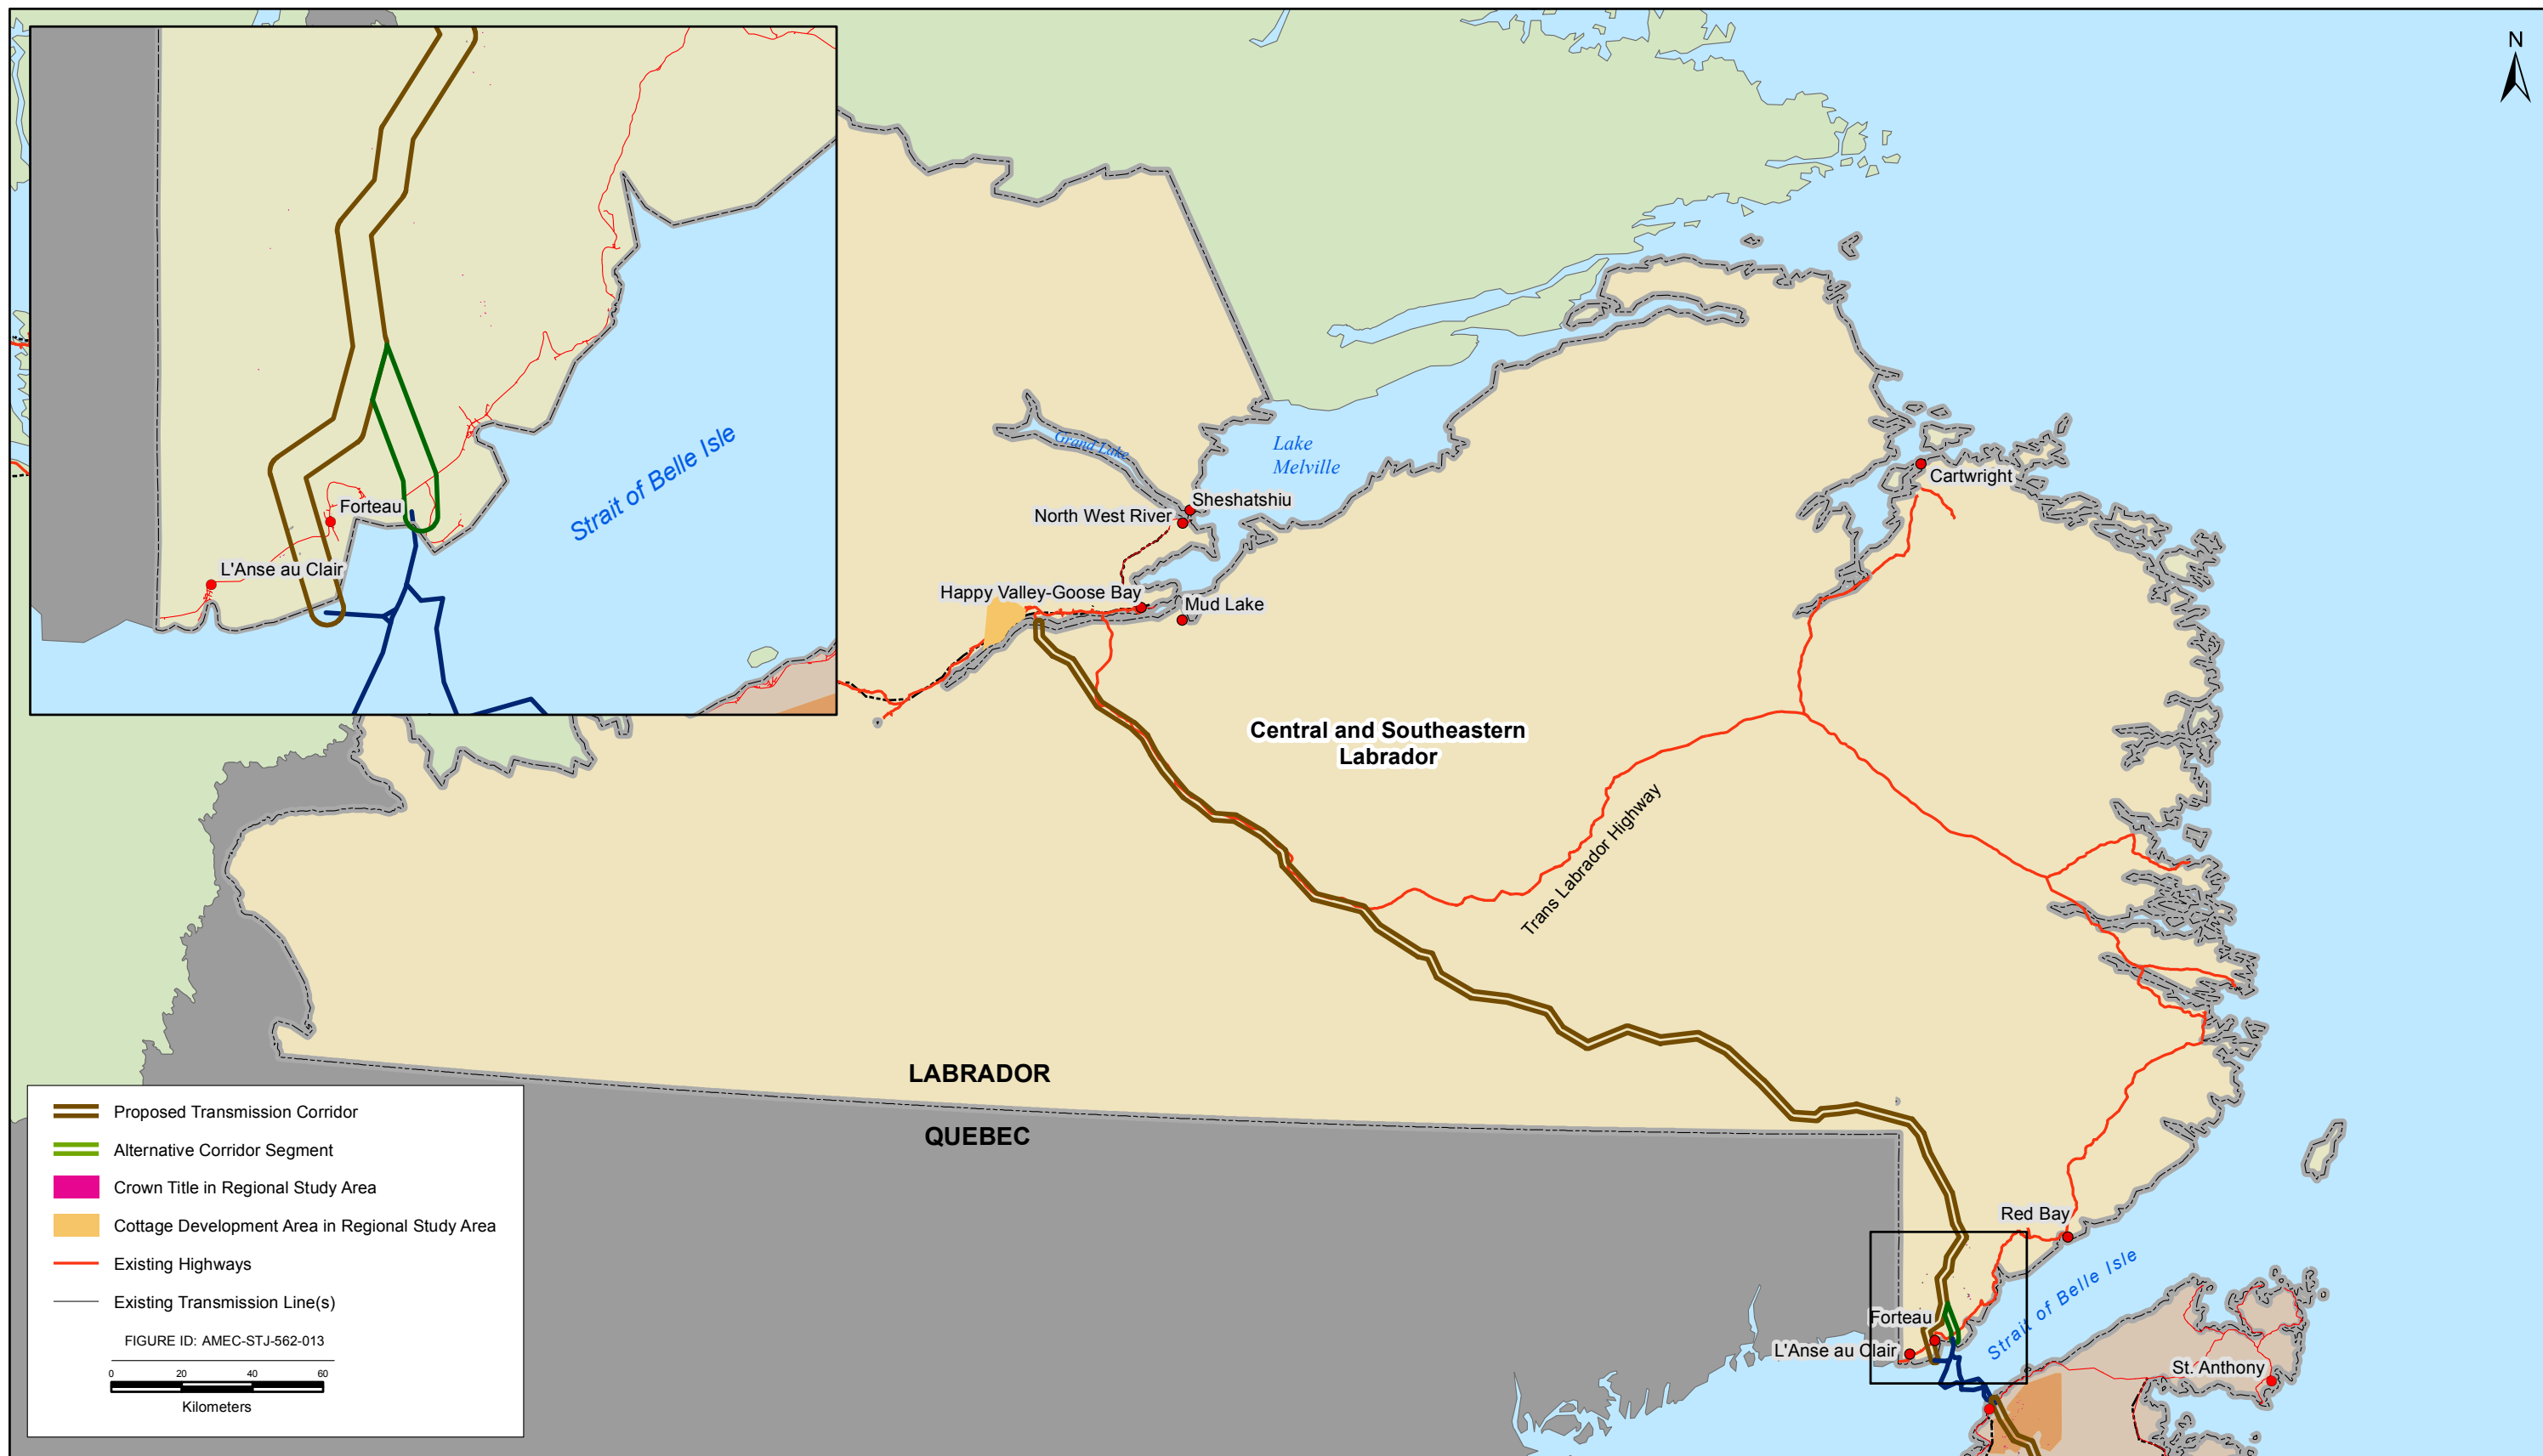 N
Strait of Belle Isle
Forteau
L'Anse au Clair
Grand Lake
Lake
Melville
Sheshatshiu
North West River
Happy Valley-Goose Bay
Mud Lake
Cartwright
Central and Southeastern
Labrador
Trans Labrador Highway
LABRADOR
QUEBEC
Red Bay
Forteau
L'Anse au Clair
Strait of Belle Isle
St. Anthony
Proposed Transmission Corridor
Alternative Corridor Segment
Crown Title in Regional Study Area
Cottage Development Area in Regional Study Area
Existing Highways
Existing Transmission Line(s)
FIGURE ID: AMEC-STJ-562-013
0 20 40 60
Kilometers